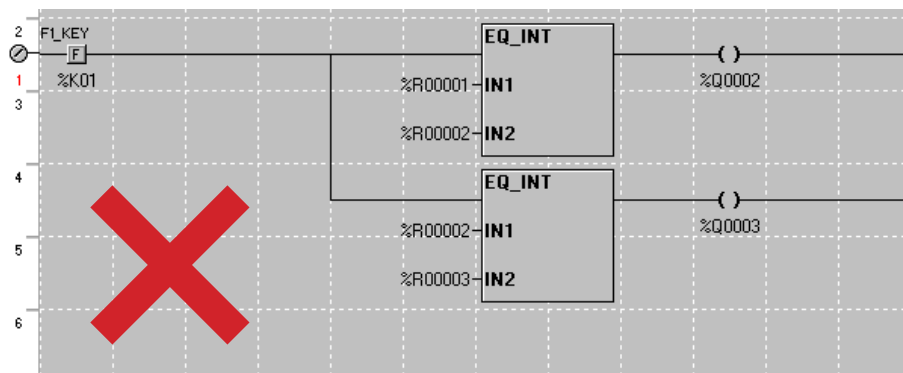 2 F1_KEY EQ_INT
F ( )
1 %K01 %R00001 IN1 %Q0002
3
%R00002 IN2
4 EQ_INT
( )
%R00002 IN1 %Q0003
5
%R00003 IN2
6